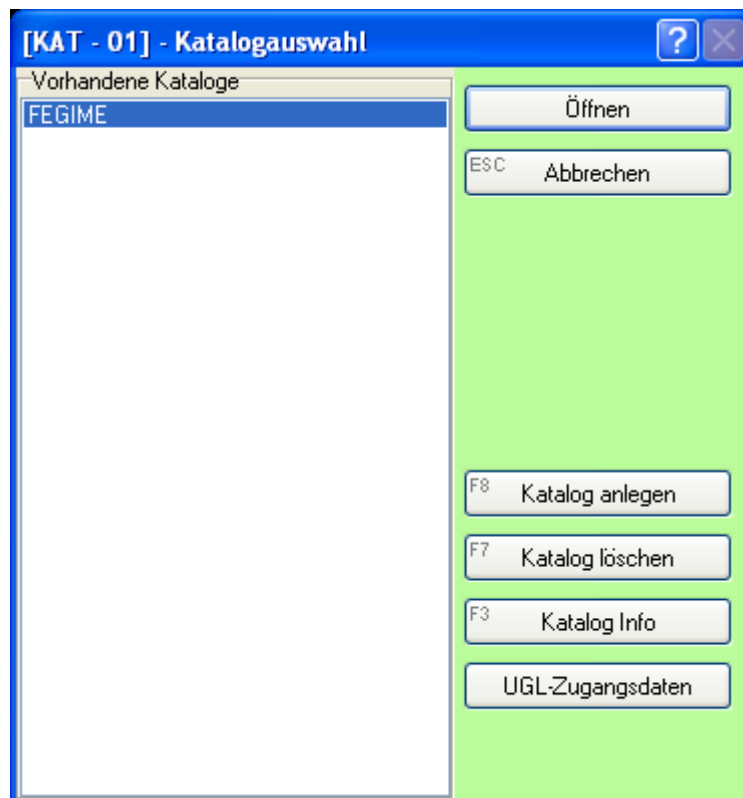 [KAT - 01] - Katalogauswahl
?
Vorhandene Kataloge
FEGIME
Öffnen
ESC Abbrechen
F8 Katalog anlegen
F7 Katalog löschen
F3 Katalog Info
UGL-Zugangsdaten